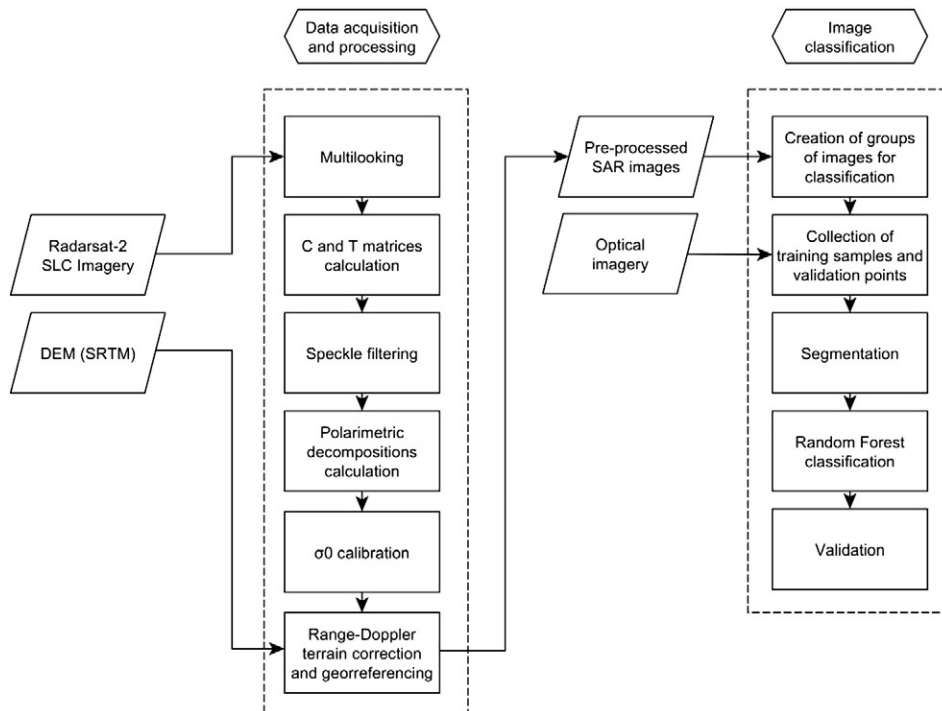 Data acquisition
and processing
Radarsat-2
SLC Imagery
DEM (SRTM)
Multilooking
C and T matrices
calculation
Speckle filtering
Polarimetric
decompositions
calculation
σ0 calibration
Range-Doppler
terrain correction
and georreferencing
Pre-processed
SAR images
Optical
imagery
Image
classification
Creation of groups
of images for
classification
Collection of
training samples and
validation points
Segmentation
Random Forest
classification
Validation